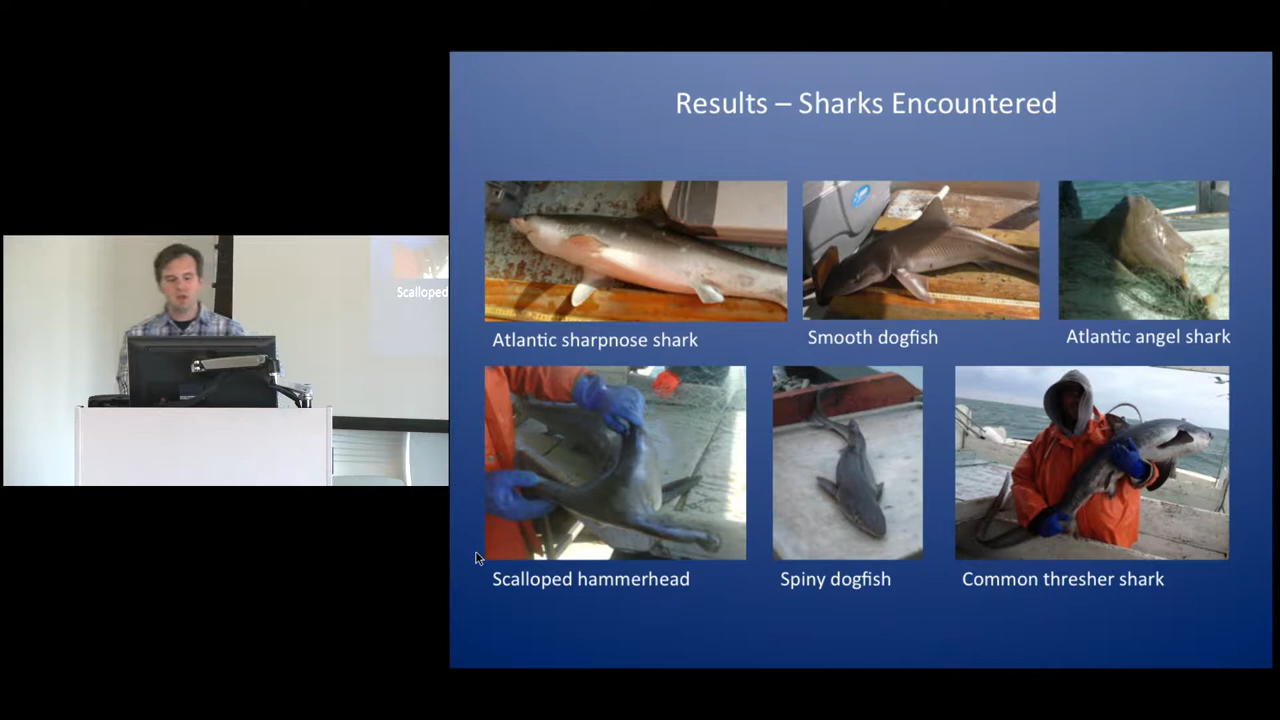 Results – Sharks Encountered
Atlantic sharpnose shark
Smooth dogfish
Atlantic angel shark
Scalloped
Scalloped hammerhead
Spiny dogfish
Common thresher shark